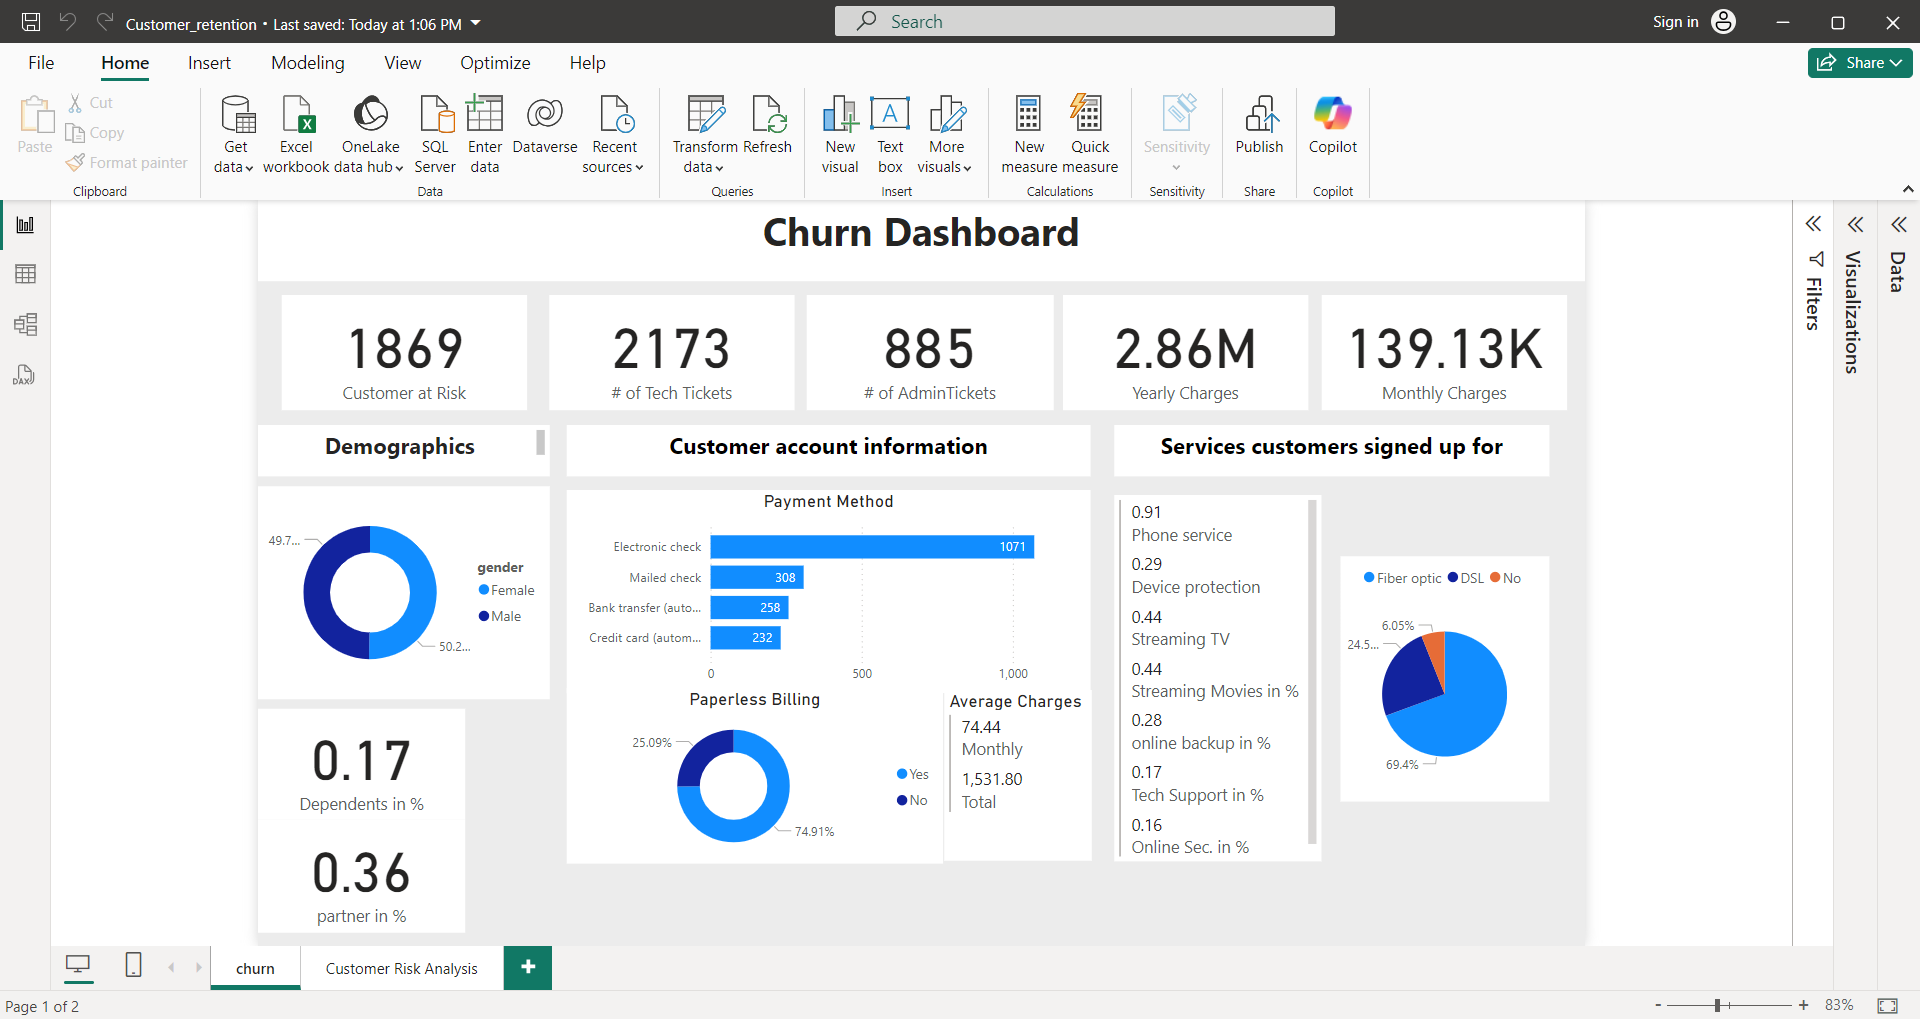 Customer_retention • Last saved: Today at 1:06 PM
Search
Sign in
File
Home
Insert
Modeling
View
Optimize
Help
Share
Paste
Cut
Copy
Format painter
Clipboard
Get data
Excel workbook
OneLake data hub
SQL Server
Enter data
Dataverse
Recent sources
Data
Transform data
Refresh
Queries
New visual
Text box
More visuals
Insert
New measure
Quick measure
Calculations
Sensitivity
Sensitivity
Publish
Share
Copilot
Copilot
Churn Dashboard
1869
Customer at Risk
2173
# of Tech Tickets
885
# of AdminTickets
2.86M
Yearly Charges
139.13K
Monthly Charges
Demographics
49.7...
50.2...
gender
Female
Male
0.17
Dependents in %
0.36
partner in %
Customer account information
Payment Method
Electronic check 1071
Mailed check 308
Bank transfer (auto... 258
Credit card (autom... 232
0 500 1,000
Paperless Billing
25.09%
74.91%
Yes
No
Average Charges
74.44
Monthly
1,531.80
Total
Services customers signed up for
0.91
Phone service
0.29
Device protection
0.44
Streaming TV
0.44
Streaming Movies in %
0.28
online backup in %
0.17
Tech Support in %
0.16
Online Sec. in %
Fiber optic DSL No
6.05%
24.5...
69.4%
Filters
Visualizations
Data
DAX
churn
Customer Risk Analysis
+
Page 1 of 2
- + 83%